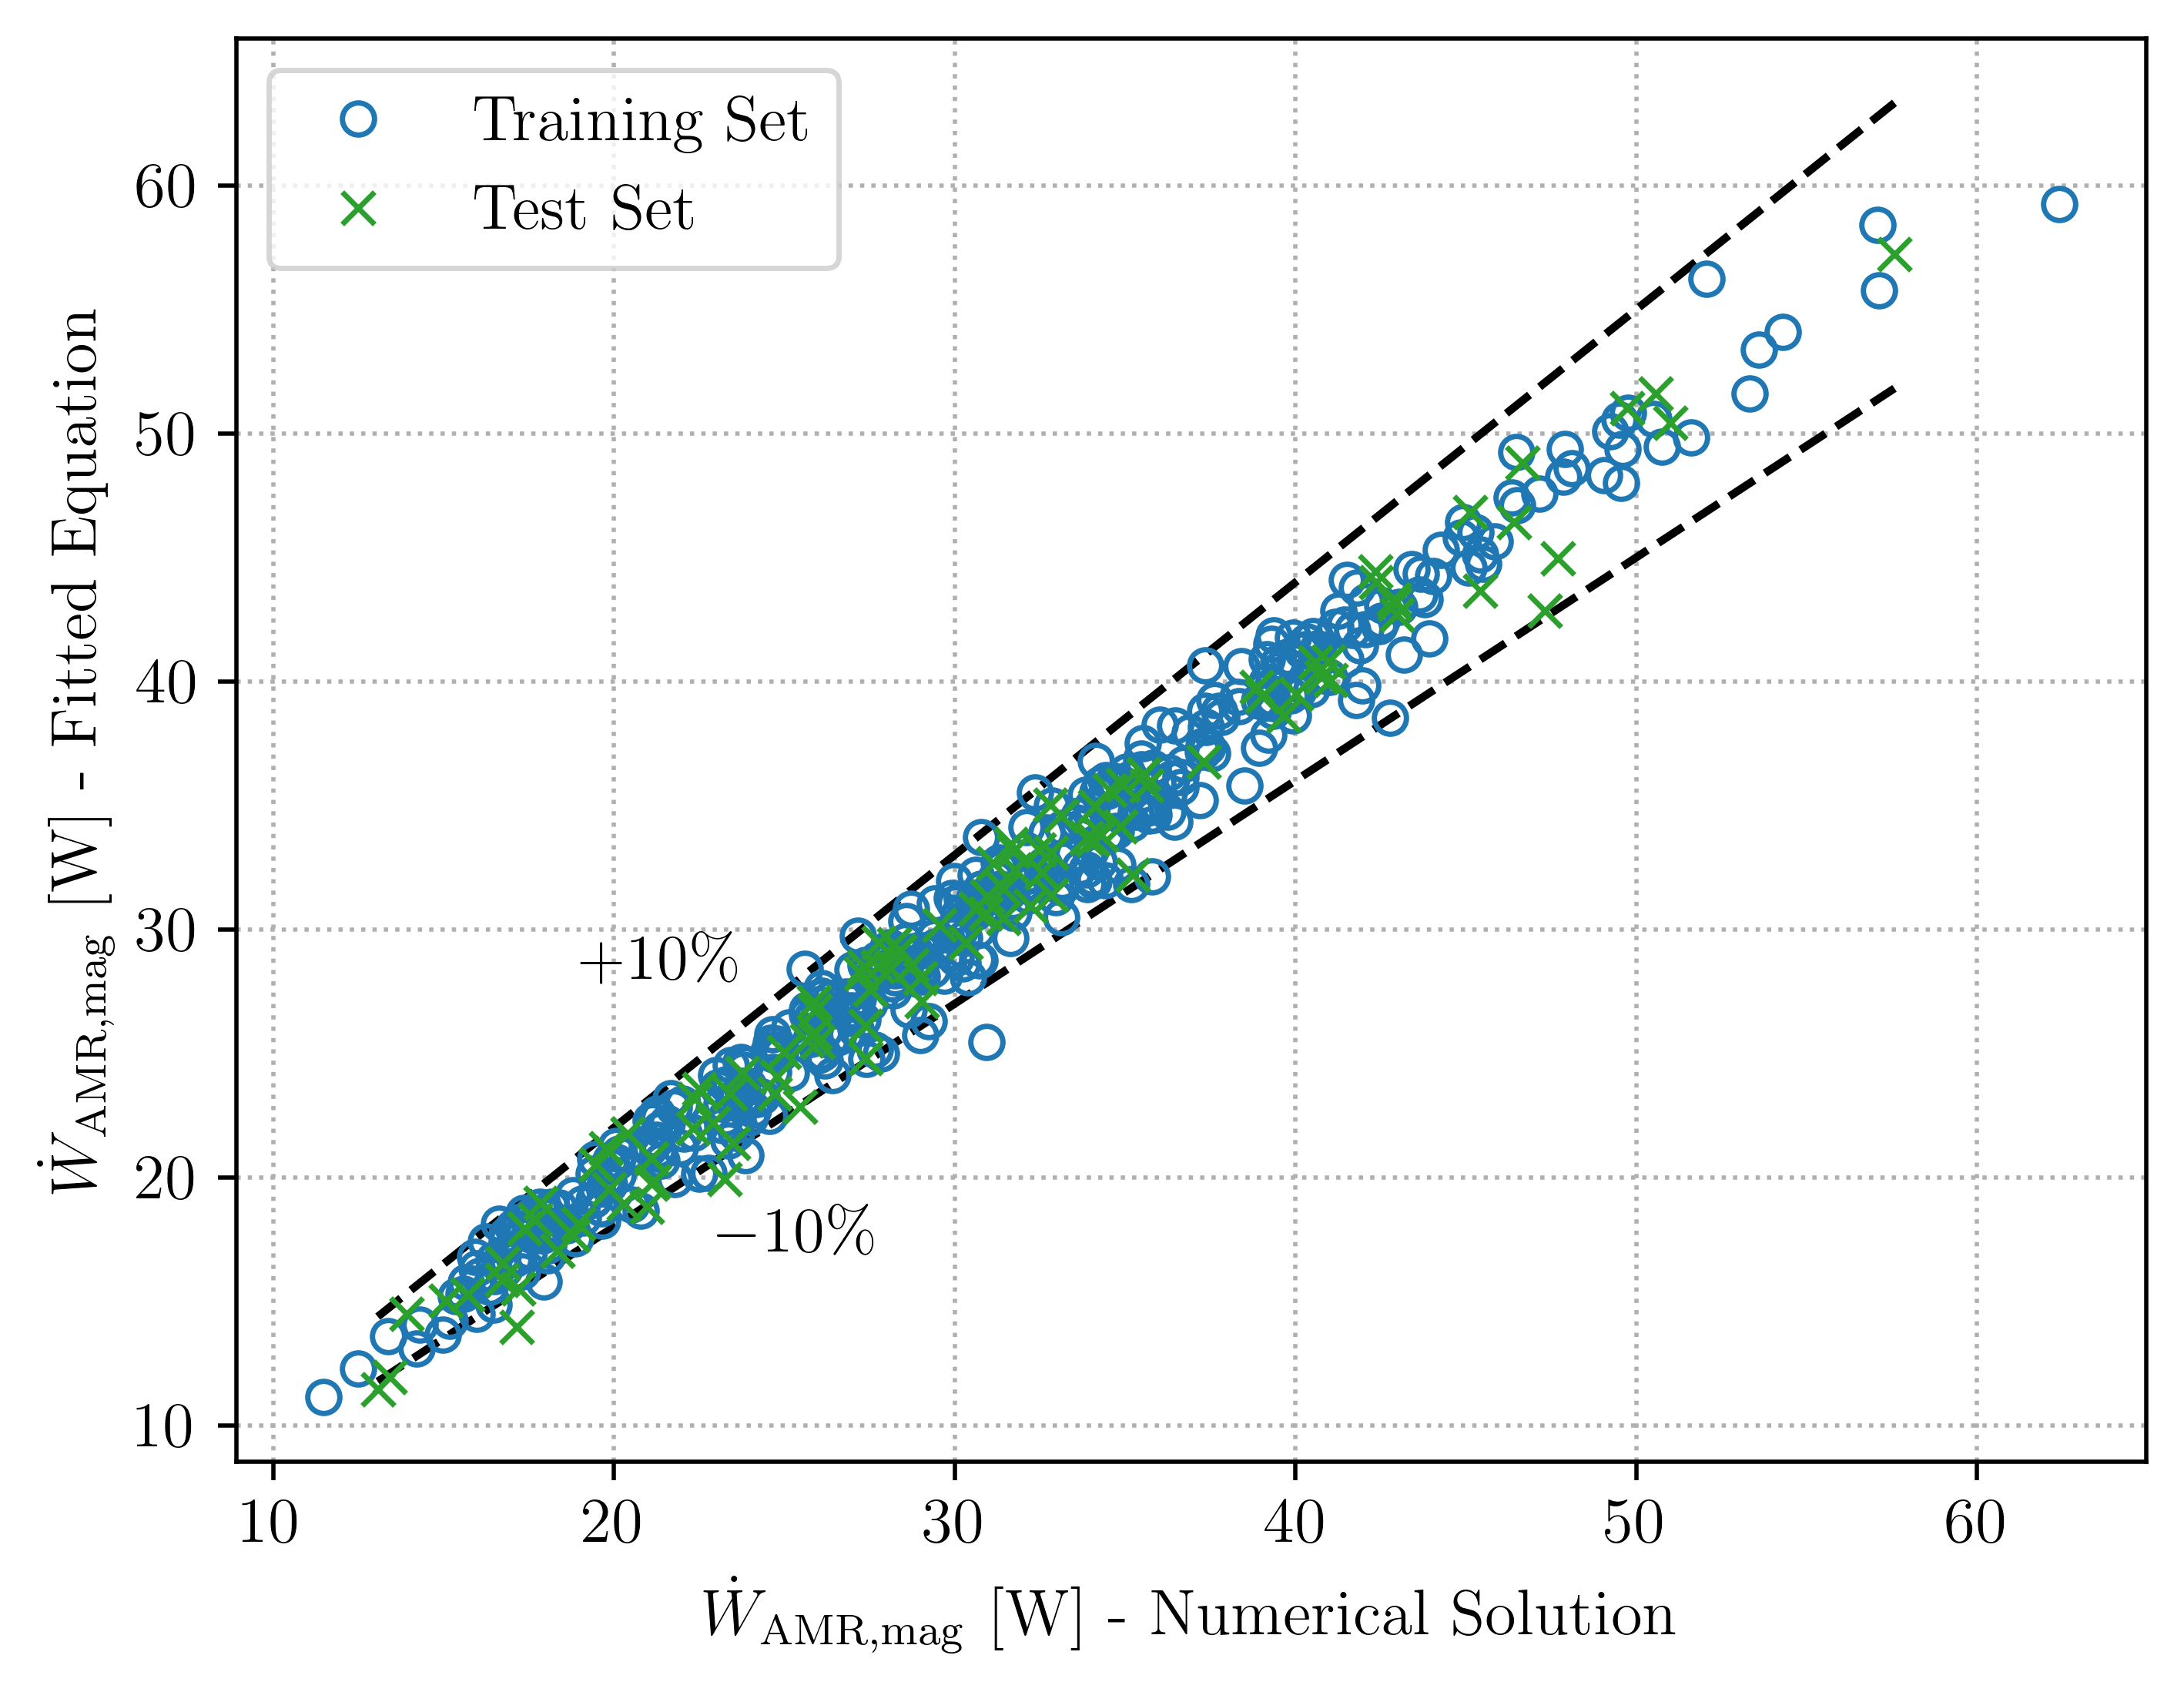 Training Set
Test Set
+10%
−10%
60
50
40
30
20
10
10 20 30 40 50 60
Ẇ_AMR,mag [W] - Fitted Equation
Ẇ_AMR,mag [W] - Numerical Solution